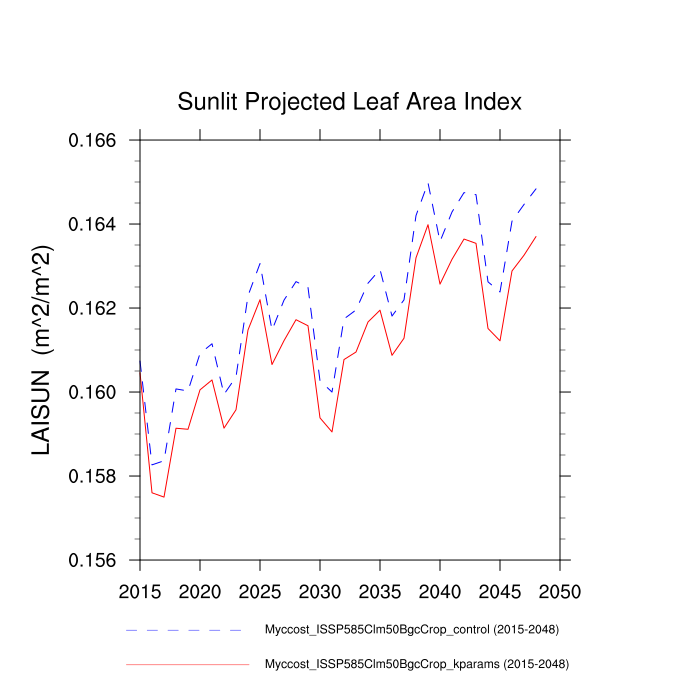 Sunlit Projected Leaf Area Index
LAISUN (m^2/m^2)
0.166
0.164
0.162
0.160
0.158
0.156
2015 2020 2025 2030 2035 2040 2045 2050
Myccost_ISSP585Clm50BgcCrop_control (2015-2048)
Myccost_ISSP585Clm50BgcCrop_kparams (2015-2048)